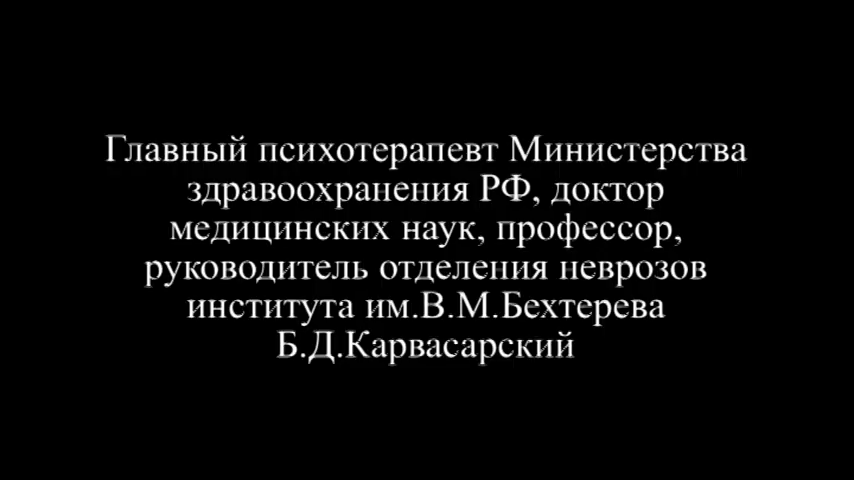 Главный психотерапевт Министерства
здравоохранения РФ, доктор
медицинских наук, профессор,
руководитель отделения неврозов
института им.В.М.Бехтерева
Б.Д.Карвасарский